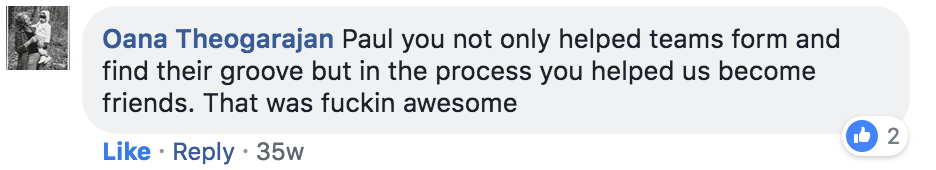 Oana Theogarajan Paul you not only helped teams form and
find their groove but in the process you helped us become
friends. That was fuckin awesome
2
Like · Reply · 35w